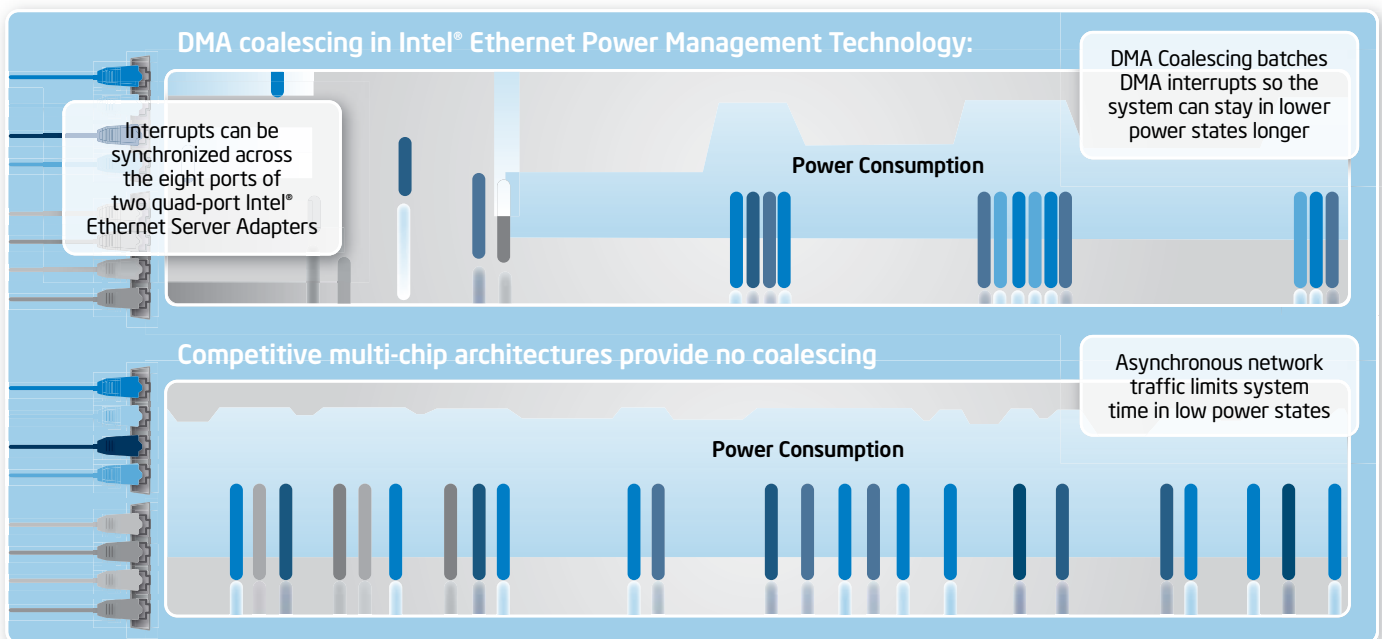 DMA coalescing in Intel® Ethernet Power Management Technology:
DMA Coalescing batches
DMA interrupts so the
system can stay in lower
power states longer
Interrupts can be
synchronized across
the eight ports of
two quad-port Intel®
Ethernet Server Adapters
Power Consumption
Competitive multi-chip architectures provide no coalescing
Asynchronous network
traffic limits system
time in low power states
Power Consumption